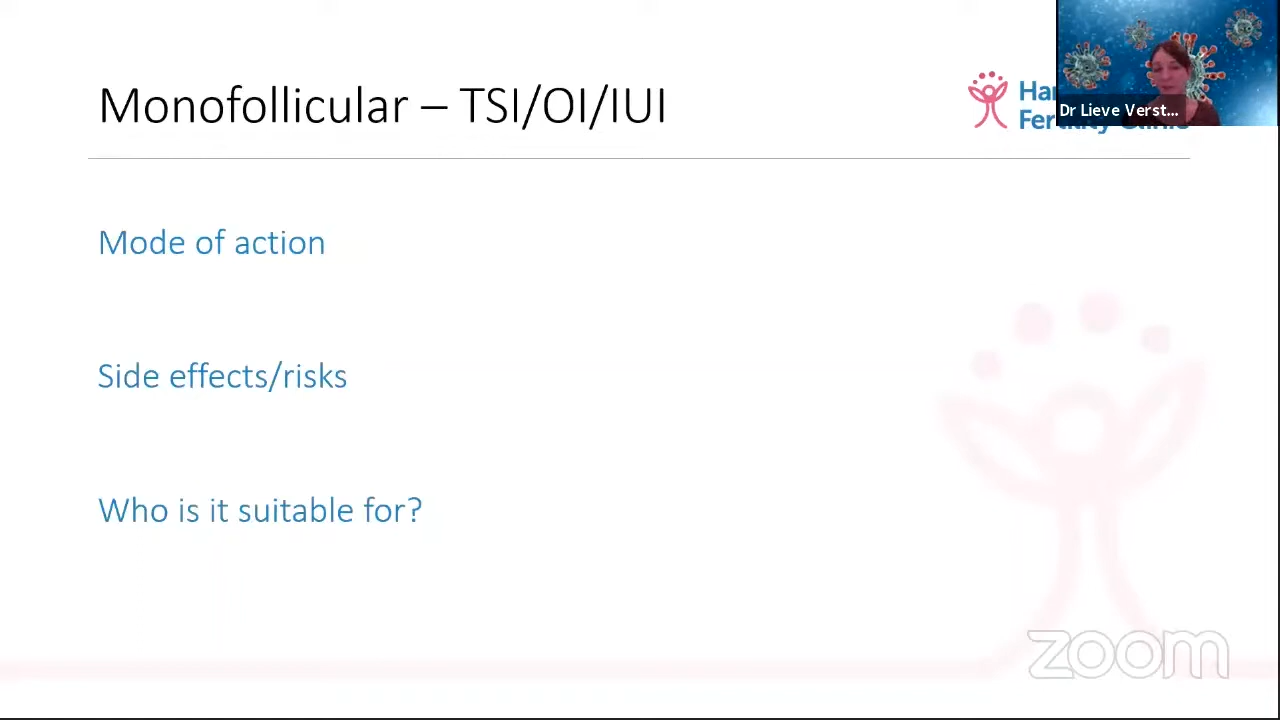 Monofollicular – TSI/OI/IUI
Dr Lieve Verst...
Mode of action
Side effects/risks
Who is it suitable for?
zoom